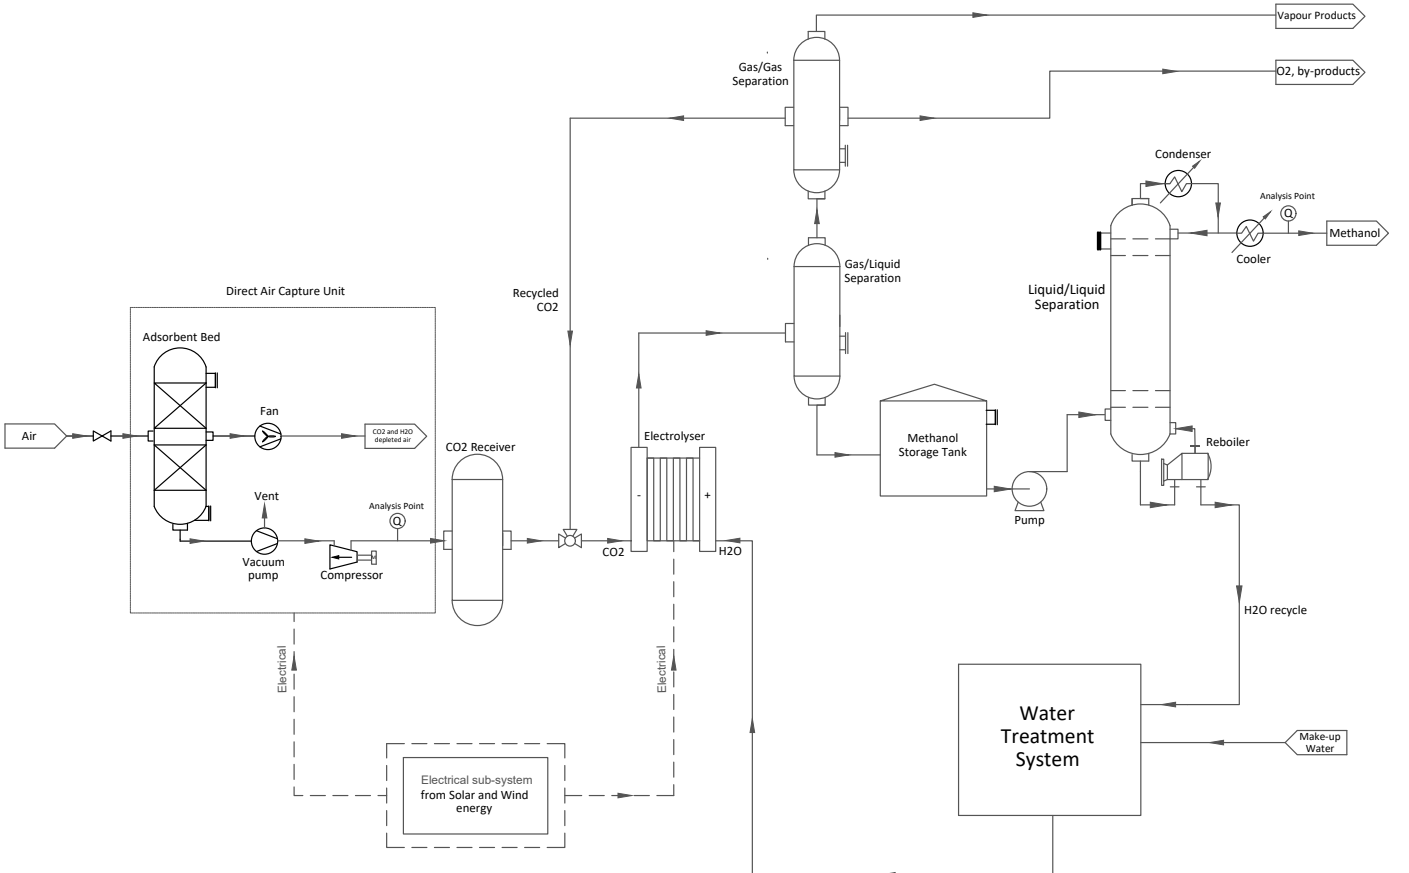 Vapour Products
O2, by-products
Gas/Gas
Separation
Condenser
Analysis Point
Q
Methanol
Cooler
Gas/Liquid
Separation
Liquid/Liquid
Separation
Recycled
CO2
Direct Air Capture Unit
Adsorbent Bed
Air
Fan
CO2 and H2O
depleted air
CO2 Receiver
Electrolyser
-
+
Methanol
Storage Tank
Reboiler
Pump
Vent
Analysis Point
Q
Vacuum
pump
M
Compressor
CO2
H2O
H2O recycle
Electrical
Electrical
Water
Treatment
System
Make-up
Water
Electrical sub-system
from Solar and Wind
energy